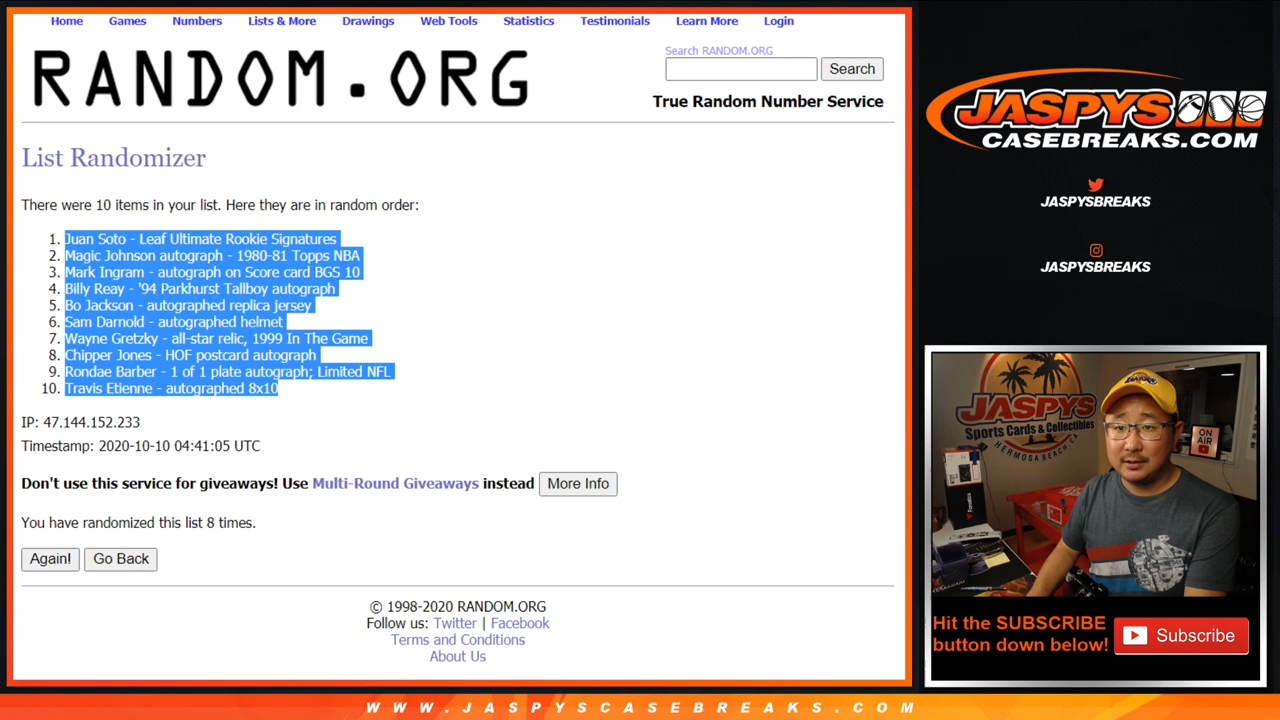 Home Games Numbers Lists & More Drawings Web Tools Statistics Testimonials Learn More Login
RANDOM.ORG
Search RANDOM.ORG
Search
True Random Number Service
List Randomizer
There were 10 items in your list. Here they are in random order:
1. Juan Soto - Leaf Ultimate Rookie Signatures
2. Magic Johnson autograph - 1980-81 Topps NBA
3. Mark Ingram - autograph on Score card BGS 10
4. Billy Reay - '94 Parkhurst Tallboy autograph
5. Bo Jackson - autographed replica jersey
6. Sam Darnold - autographed helmet
7. Wayne Gretzky - all-star relic, 1999 In The Game
8. Chipper Jones - HOF postcard autograph
9. Rondae Barber - 1 of 1 plate autograph; Limited NFL
10. Travis Etienne - autographed 8x10
IP: 47.144.152.233
Timestamp: 2020-10-10 04:41:05 UTC
Don't use this service for giveaways! Use Multi-Round Giveaways instead More Info
You have randomized this list 8 times.
Again! Go Back
© 1998-2020 RANDOM.ORG
Follow us: Twitter | Facebook
Terms and Conditions
About Us
JASPYS
CASEBREAKS.COM
JASPYSBREAKS
JASPYSBREAKS
JASPYS
Sports Cards & Collectibles
HERMOSA BEACH, CA
ON
AIR
Fanatics
Hit the SUBSCRIBE
button down below!
Subscribe
WWW.JASPYSCASEBREAKS.COM